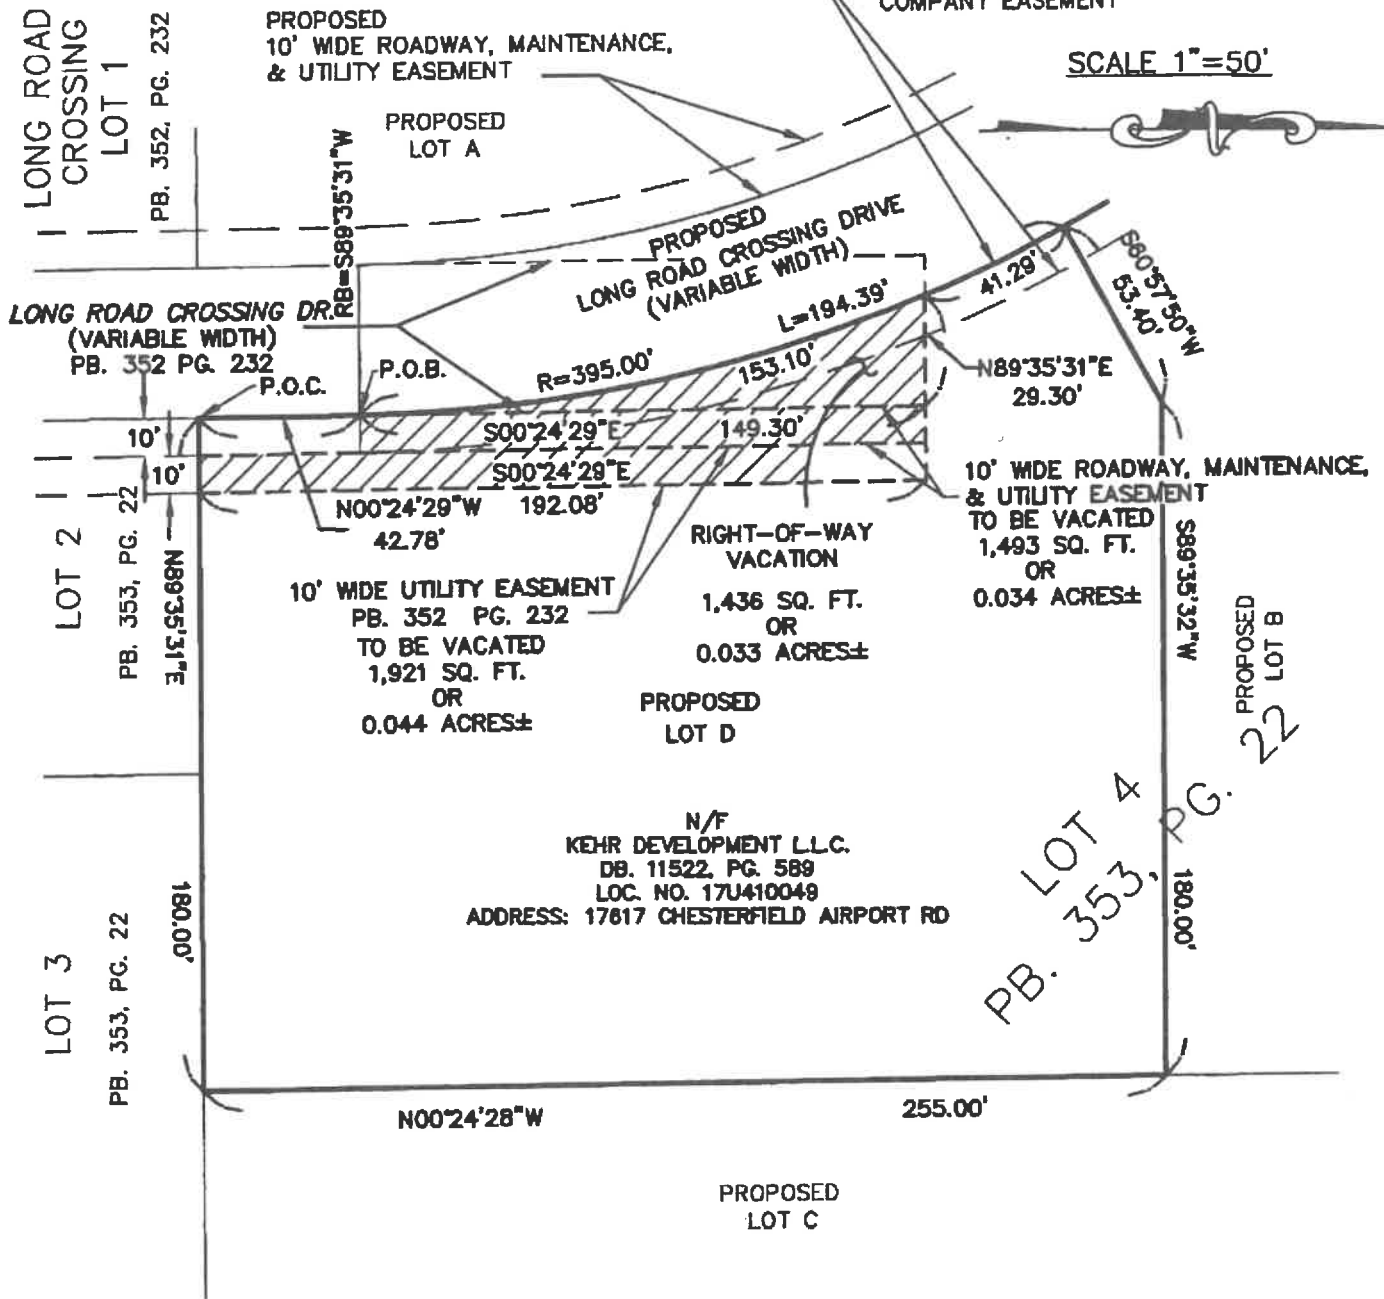 LONG ROAD
CROSSING
LOT 1
PB. 352, PG. 232
PROPOSED
10' WIDE ROADWAY, MAINTENANCE,
& UTILITY EASEMENT
COMPANY EASEMENT
SCALE 1"=50'
PROPOSED
LOT A
RB=S89°35'31"W
PROPOSED
LONG ROAD CROSSING DRIVE
(VARIABLE WIDTH)
LONG ROAD CROSSING DR.
(VARIABLE WIDTH)
PB. 352 PG. 232
P.O.C.
P.O.B.
R=395.00'
L=194.39'
153.10'
41.29'
S60°57'50"W
53.40'
N89°35'31"E
29.30'
10'
10'
S00°24'29"E
149.30'
S00°24'29"E
192.08'
N00°24'29"W
42.78'
10' WIDE ROADWAY, MAINTENANCE,
& UTILITY EASEMENT
TO BE VACATED
1,493 SQ. FT.
OR
0.034 ACRES±
RIGHT-OF-WAY
VACATION
1,436 SQ. FT.
OR
0.033 ACRES±
10' WIDE UTILITY EASEMENT
PB. 352 PG. 232
TO BE VACATED
1,921 SQ. FT.
OR
0.044 ACRES±
LOT 2
PB. 353, PG. 22
N89°35'31"E
S89°35'32"W
PROPOSED
LOT B
PROPOSED
LOT D
N/F
KEHR DEVELOPMENT L.L.C.
DB. 11522, PG. 589
LOC. NO. 17U410049
ADDRESS: 17617 CHESTERFIELD AIRPORT RD
LOT 4
PB. 353, PG. 22
180.00'
180.00'
LOT 3
PB. 353, PG. 22
N00°24'28"W
255.00'
PROPOSED
LOT C